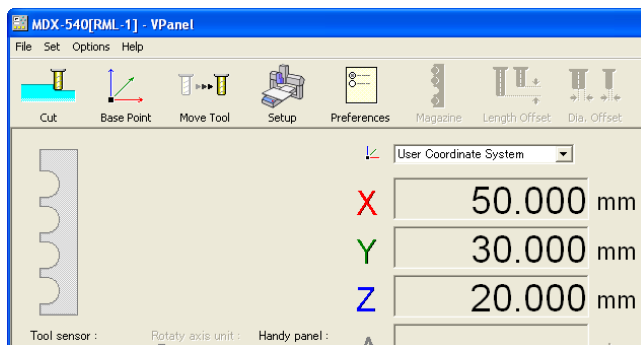 MDX-540[RML-1] - VPanel
File Set Options Help
Cut Base Point Move Tool Setup Preferences Magazine Length Offset Dia. Offset
User Coordinate System
X 50.000 mm
Y 30.000 mm
Z 20.000 mm
Tool sensor : Rotaty axis unit : Handy panel :